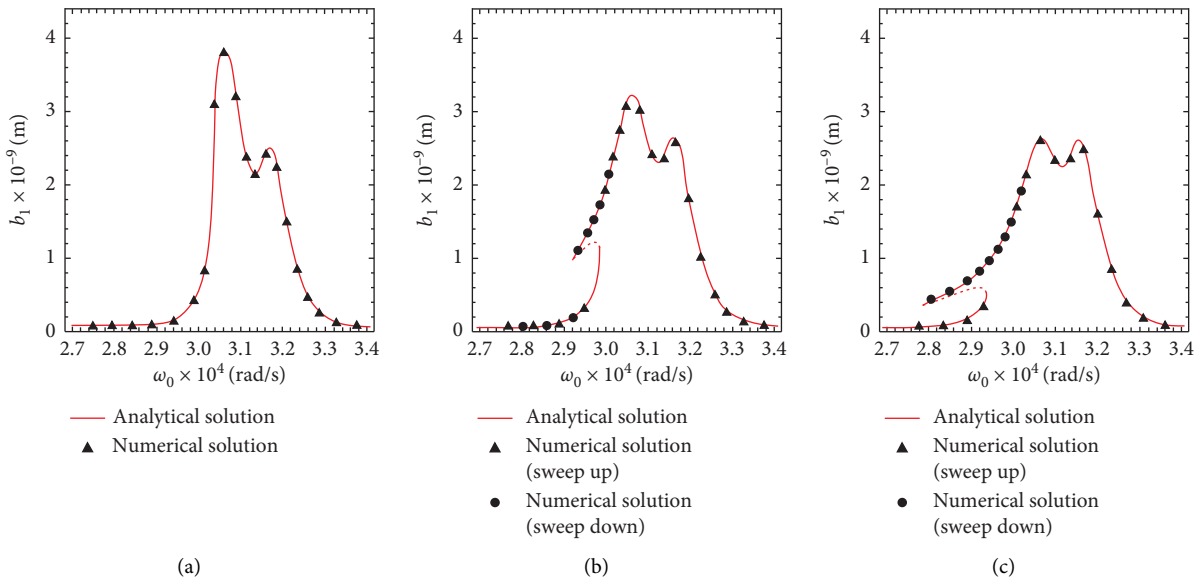 4
3
2
1
0
b₁ × 10⁻⁹ (m)
2.7 2.8 2.9 3.0 3.1 3.2 3.3 3.4
ω₀ × 10⁴ (rad/s)
Analytical solution
Numerical solution
(a)
4
3
2
1
0
b₁ × 10⁻⁹ (m)
2.7 2.8 2.9 3.0 3.1 3.2 3.3 3.4
ω₀ × 10⁴ (rad/s)
Analytical solution
Numerical solution
(sweep up)
Numerical solution
(sweep down)
(b)
4
3
2
1
0
b₁ × 10⁻⁹ (m)
2.7 2.8 2.9 3.0 3.1 3.2 3.3 3.4
ω₀ × 10⁴ (rad/s)
Analytical solution
Numerical solution
(sweep up)
Numerical solution
(sweep down)
(c)